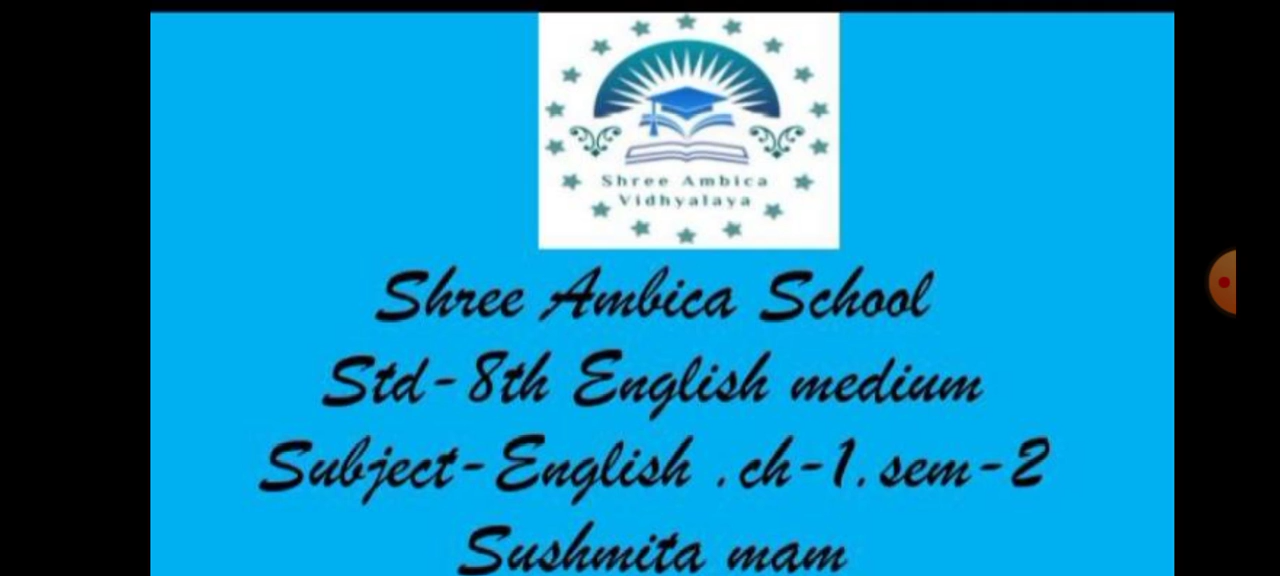 Shree Ambica
Vidhyalaya
Shree Ambica School
Std-8th English medium
Subject-English .ch-1.sem-2
Sushmita mam